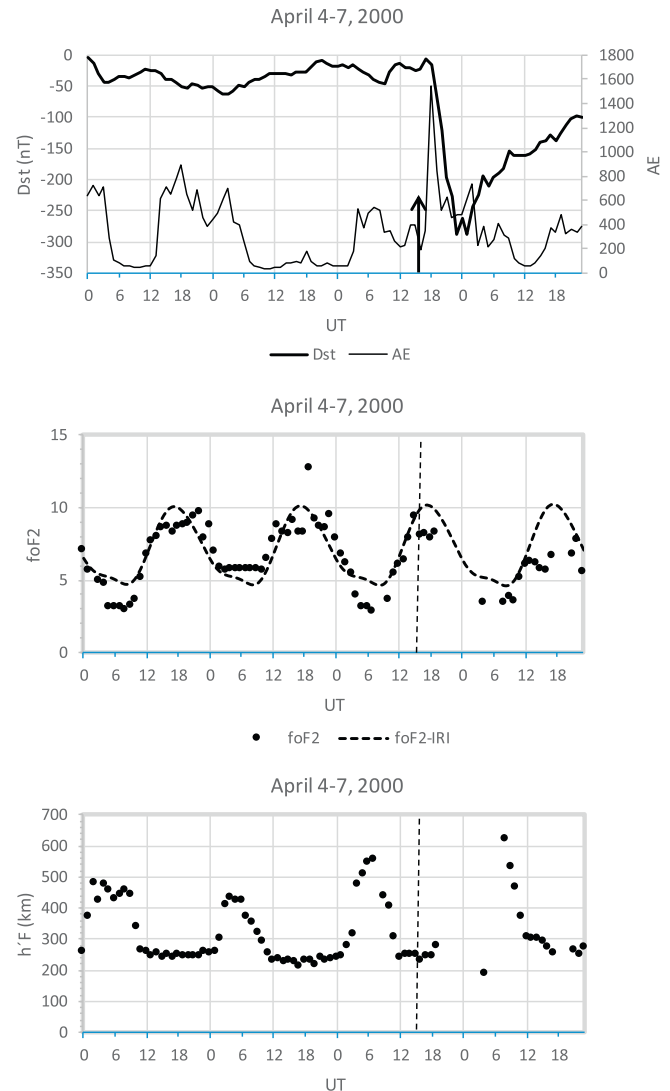 April 4-7, 2000
0 1800
-50 1600
-100 1400
-150 1200
-200 1000
-250 800
-300 600
-350 400
200
0
Dst (nT)
AE
0 6 12 18 0 6 12 18 0 6 12 18 0 6 12 18
UT
Dst AE
April 4-7, 2000
15
10
5
0
foF2
0 6 12 18 0 6 12 18 0 6 12 18 0 6 12 18
UT
foF2 foF2-IRI
April 4-7, 2000
700
600
500
400
300
200
100
0
h´F (km)
0 6 12 18 0 6 12 18 0 6 12 18 0 6 12 18
UT